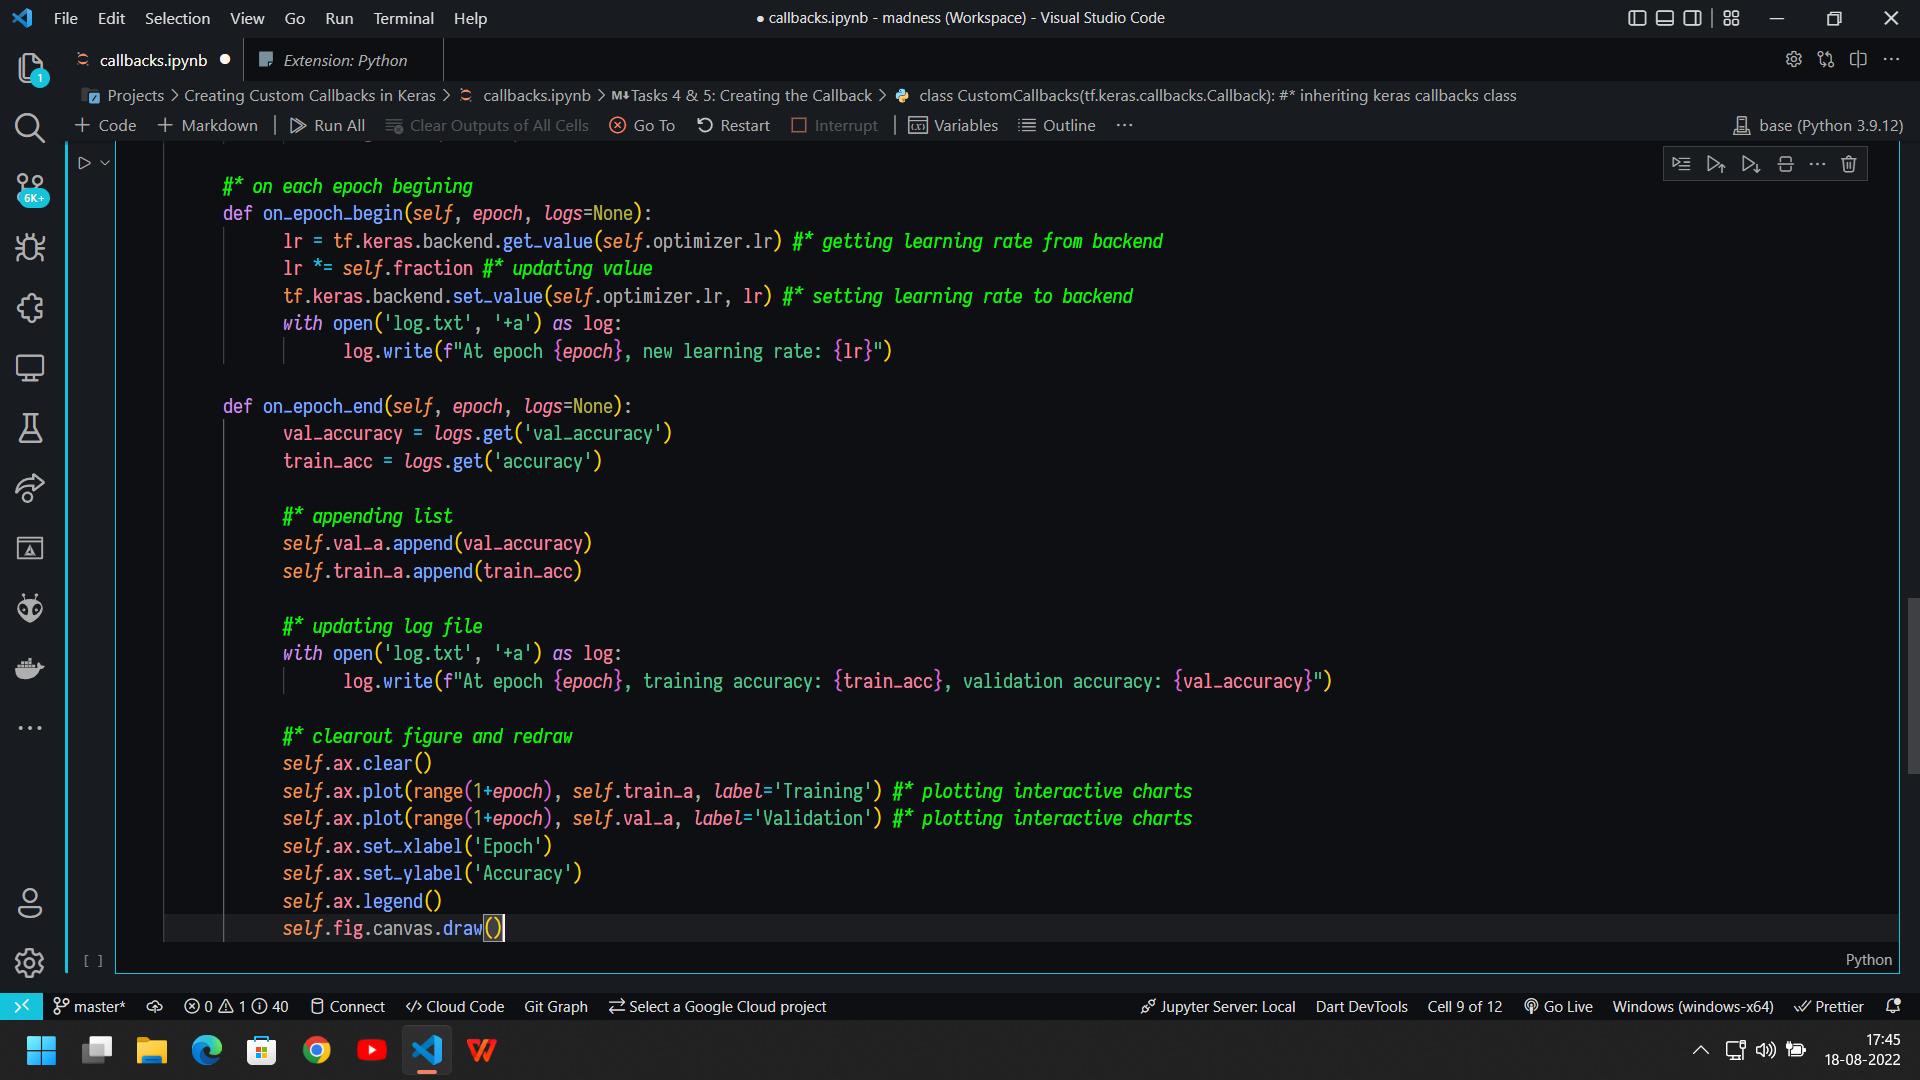 File Edit Selection View Go Run Terminal Help
● callbacks.ipynb - madness (Workspace) - Visual Studio Code
callbacks.ipynb ● Extension: Python
Projects > Creating Custom Callbacks in Keras > callbacks.ipynb > M↓Tasks 4 & 5: Creating the Callback > class CustomCallbacks(tf.keras.callbacks.Callback): #* inheriting keras callbacks class
+ Code + Markdown | Run All Clear Outputs of All Cells Go To Restart Interrupt | Variables Outline ···
base (Python 3.9.12)
1
6K+
#* on each epoch begining
def on_epoch_begin(self, epoch, logs=None):
lr = tf.keras.backend.get_value(self.optimizer.lr) #* getting learning rate from backend
lr *= self.fraction #* updating value
tf.keras.backend.set_value(self.optimizer.lr, lr) #* setting learning rate to backend
with open('log.txt', '+a') as log:
log.write(f"At epoch {epoch}, new learning rate: {lr}")
def on_epoch_end(self, epoch, logs=None):
val_accuracy = logs.get('val_accuracy')
train_acc = logs.get('accuracy')
#* appending list
self.val_a.append(val_accuracy)
self.train_a.append(train_acc)
#* updating log file
with open('log.txt', '+a') as log:
log.write(f"At epoch {epoch}, training accuracy: {train_acc}, validation accuracy: {val_accuracy}")
#* clearout figure and redraw
self.ax.clear()
self.ax.plot(range(1+epoch), self.train_a, label='Training') #* plotting interactive charts
self.ax.plot(range(1+epoch), self.val_a, label='Validation') #* plotting interactive charts
self.ax.set_xlabel('Epoch')
self.ax.set_ylabel('Accuracy')
self.ax.legend()
self.fig.canvas.draw()
[ ]
Python
master* 0 1 40 Connect </> Cloud Code Git Graph Select a Google Cloud project
Jupyter Server: Local Dart DevTools Cell 9 of 12 Go Live Windows (windows-x64) Prettier
17:45
18-08-2022